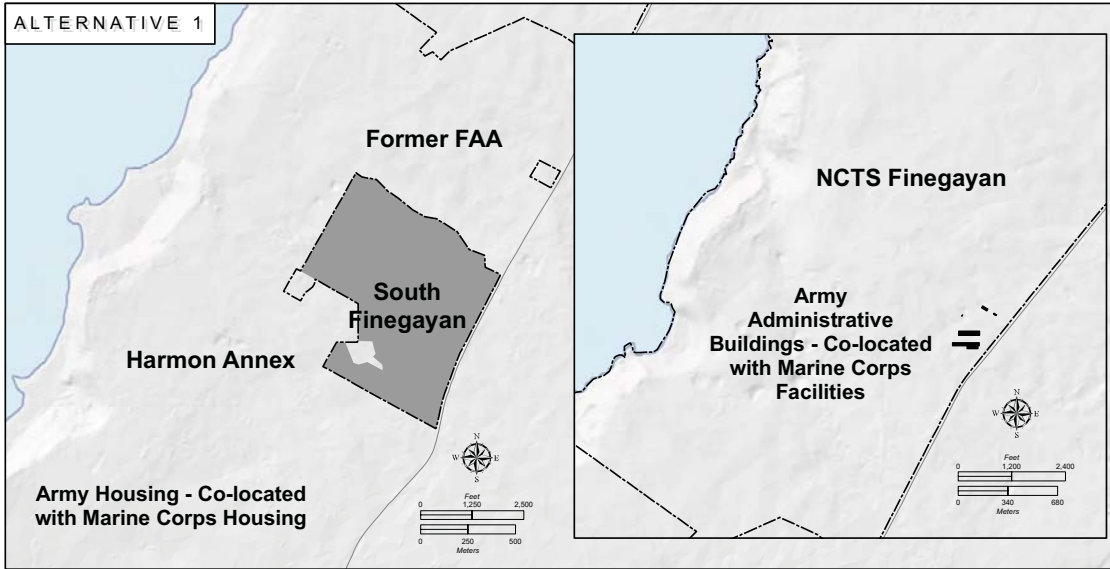 ALTERNATIVE 1
Former FAA
South
Finegayan
Harmon Annex
Army Housing - Co-located
with Marine Corps Housing
N
W E
S
Feet
0 1,250 2,500
0 250 500
Meters
NCTS Finegayan
Army
Administrative
Buildings - Co-located
with Marine Corps
Facilities
N
W E
S
Feet
0 1,200 2,400
0 340 680
Meters